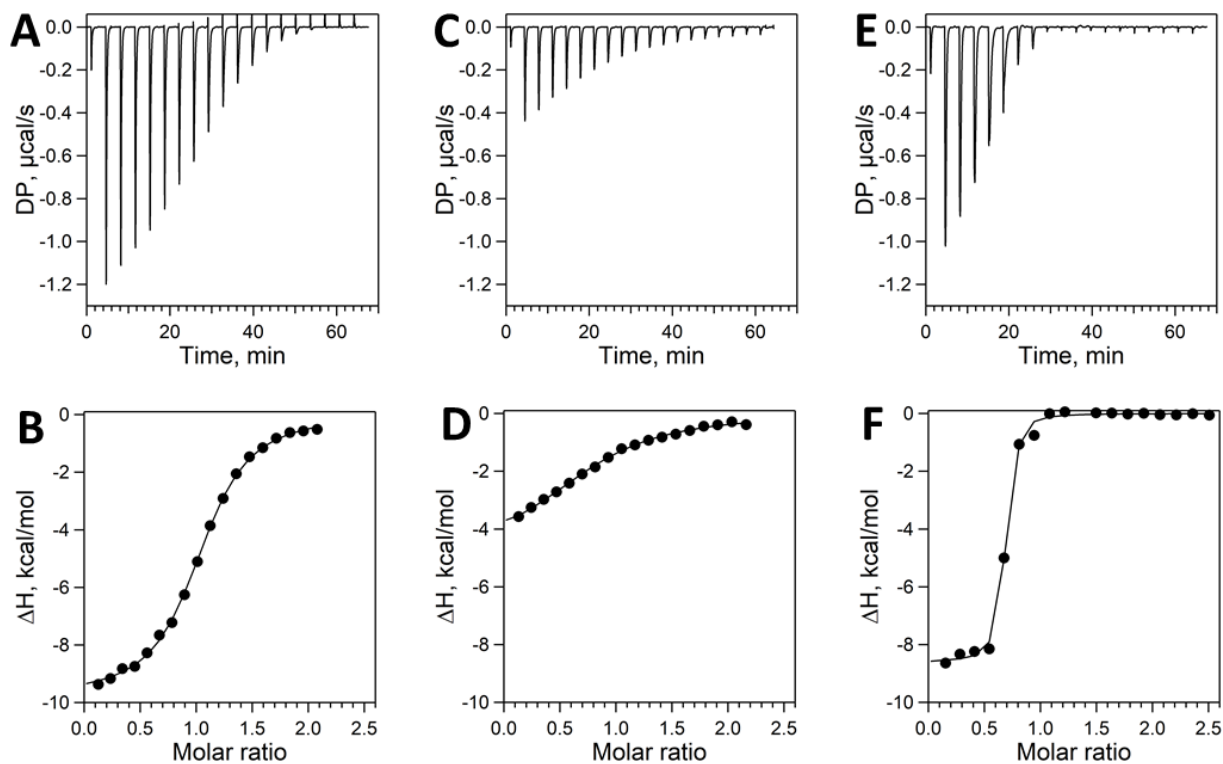 A
DP, μcal/s
0.0
-0.2
-0.4
-0.6
-0.8
-1.0
-1.2
0 20 40 60
Time, min
C
DP, μcal/s
0.0
-0.2
-0.4
-0.6
-0.8
-1.0
-1.2
0 20 40 60
Time, min
E
DP, μcal/s
0.0
-0.2
-0.4
-0.6
-0.8
-1.0
-1.2
0 20 40 60
Time, min
B
ΔH, kcal/mol
0
-2
-4
-6
-8
-10
0.0 0.5 1.0 1.5 2.0 2.5
Molar ratio
D
ΔH, kcal/mol
0
-2
-4
-6
-8
-10
0.0 0.5 1.0 1.5 2.0 2.5
Molar ratio
F
ΔH, kcal/mol
0
-2
-4
-6
-8
-10
0.0 0.5 1.0 1.5 2.0 2.5
Molar ratio